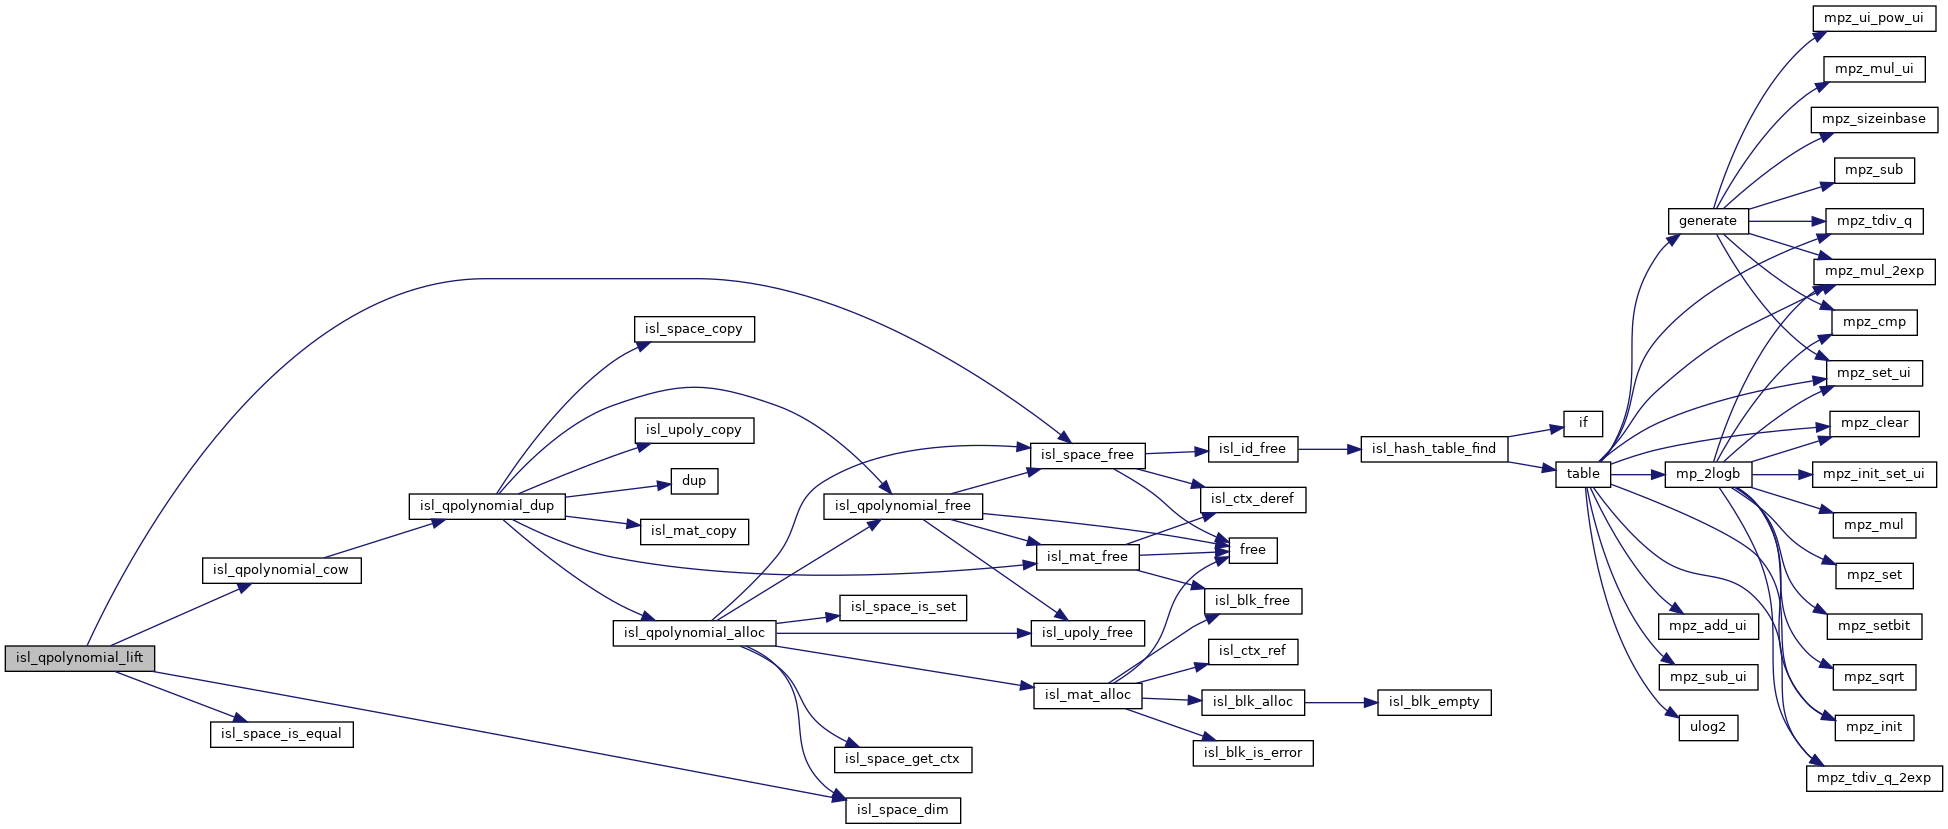 isl_qpolynomial_lift
isl_qpolynomial_cow
isl_space_is_equal
isl_qpolynomial_dup
isl_space_copy
isl_upoly_copy
dup
isl_mat_copy
isl_qpolynomial_alloc
isl_qpolynomial_free
isl_space_is_set
isl_space_get_ctx
isl_space_dim
isl_space_free
isl_mat_free
isl_upoly_free
isl_mat_alloc
isl_id_free
isl_ctx_deref
free
isl_blk_free
isl_ctx_ref
isl_blk_alloc
isl_blk_is_error
isl_hash_table_find
isl_blk_empty
if
table
generate
mp_2logb
mpz_add_ui
mpz_sub_ui
ulog2
mpz_ui_pow_ui
mpz_mul_ui
mpz_sizeinbase
mpz_sub
mpz_tdiv_q
mpz_mul_2exp
mpz_cmp
mpz_set_ui
mpz_clear
mpz_init_set_ui
mpz_mul
mpz_set
mpz_setbit
mpz_sqrt
mpz_init
mpz_tdiv_q_2exp